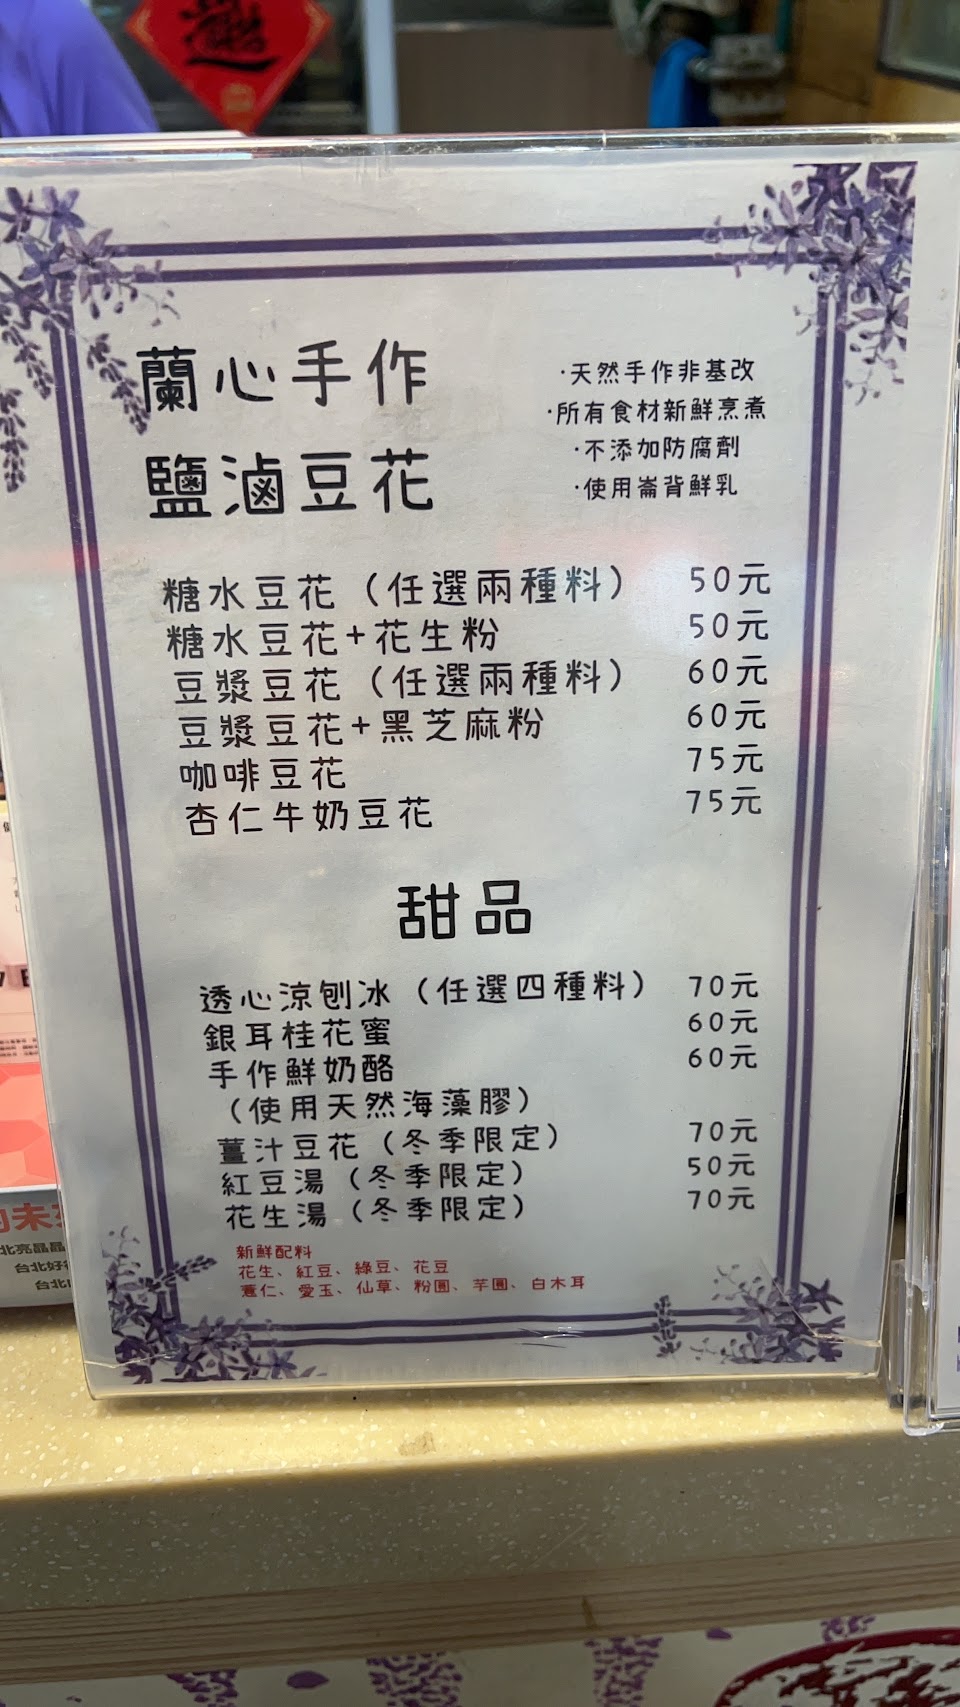 蘭心手作
鹽滷豆花
·天然手作非基改
·所有食材新鮮烹煮
·不添加防腐劑
·使用崙背鮮乳
糖水豆花（任選兩種料） 50元
糖水豆花+花生粉 50元
豆漿豆花（任選兩種料） 60元
豆漿豆花+黑芝麻粉 60元
咖啡豆花 75元
杏仁牛奶豆花 75元
甜品
透心涼刨冰（任選四種料） 70元
銀耳桂花蜜 60元
手作鮮奶酪 60元
（使用天然海藻膠）
薑汁豆花（冬季限定） 70元
紅豆湯（冬季限定） 50元
花生湯（冬季限定） 70元
新鮮配料
花生、紅豆、綠豆、花豆
薏仁、愛玉、仙草、粉圓、芋圓、白木耳
北亮晶晶
台北好
台北